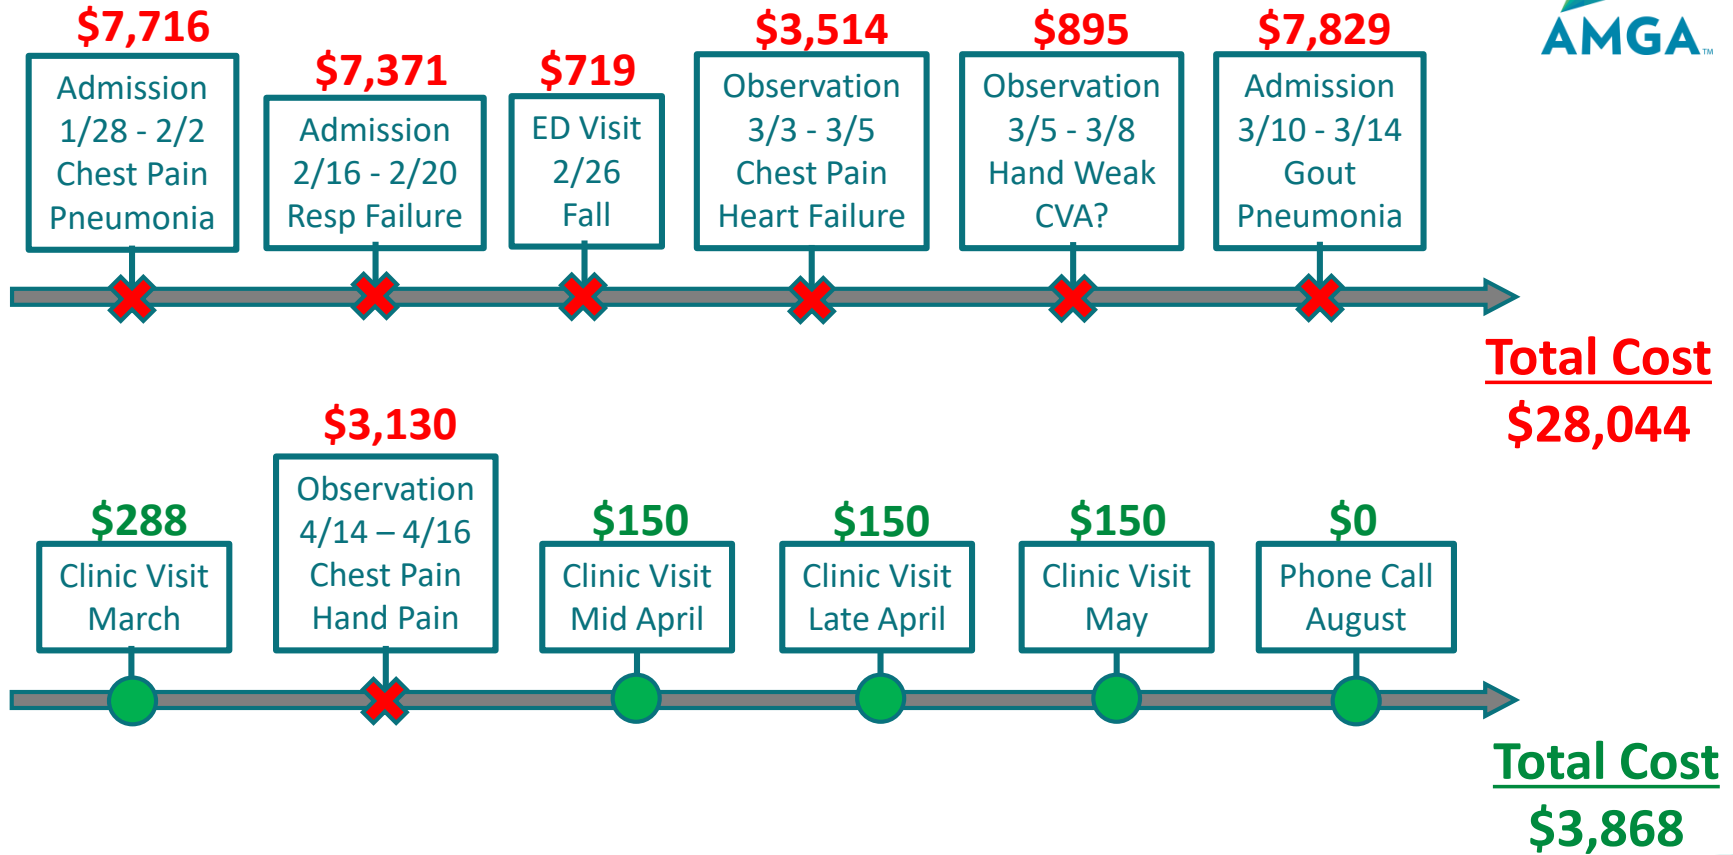 $7,716
Admission
1/28 - 2/2
Chest Pain
Pneumonia
$7,371
Admission
2/16 - 2/20
Resp Failure
$719
ED Visit
2/26
Fall
$3,514
Observation
3/3 - 3/5
Chest Pain
Heart Failure
$895
Observation
3/5 - 3/8
Hand Weak
CVA?
$7,829
Admission
3/10 - 3/14
Gout
Pneumonia
AMGA™
Total Cost
$28,044
$288
Clinic Visit
March
$3,130
Observation
4/14 – 4/16
Chest Pain
Hand Pain
$150
Clinic Visit
Mid April
$150
Clinic Visit
Late April
$150
Clinic Visit
May
$0
Phone Call
August
Total Cost
$3,868